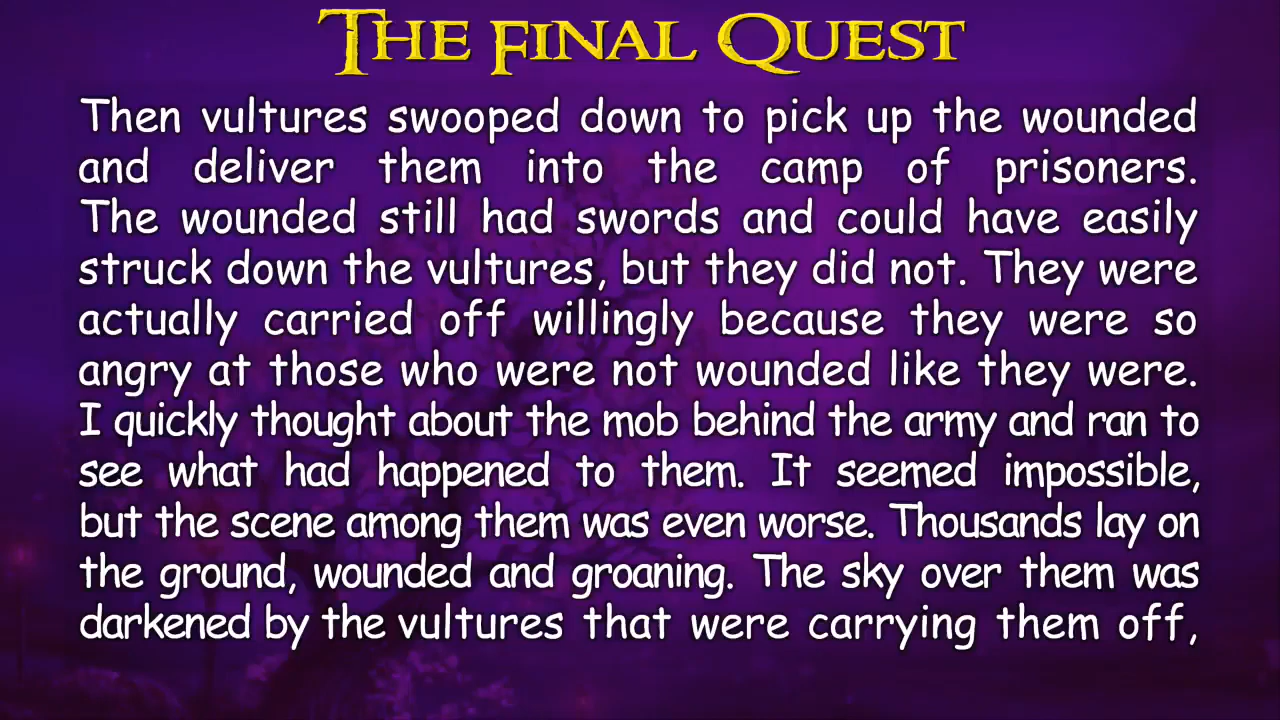 The Final Quest
Then vultures swooped down to pick up the wounded
and deliver them into the camp of prisoners.
The wounded still had swords and could have easily
struck down the vultures, but they did not. They were
actually carried off willingly because they were so
angry at those who were not wounded like they were.
I quickly thought about the mob behind the army and ran to
see what had happened to them. It seemed impossible,
but the scene among them was even worse. Thousands lay on
the ground, wounded and groaning. The sky over them was
darkened by the vultures that were carrying them off,